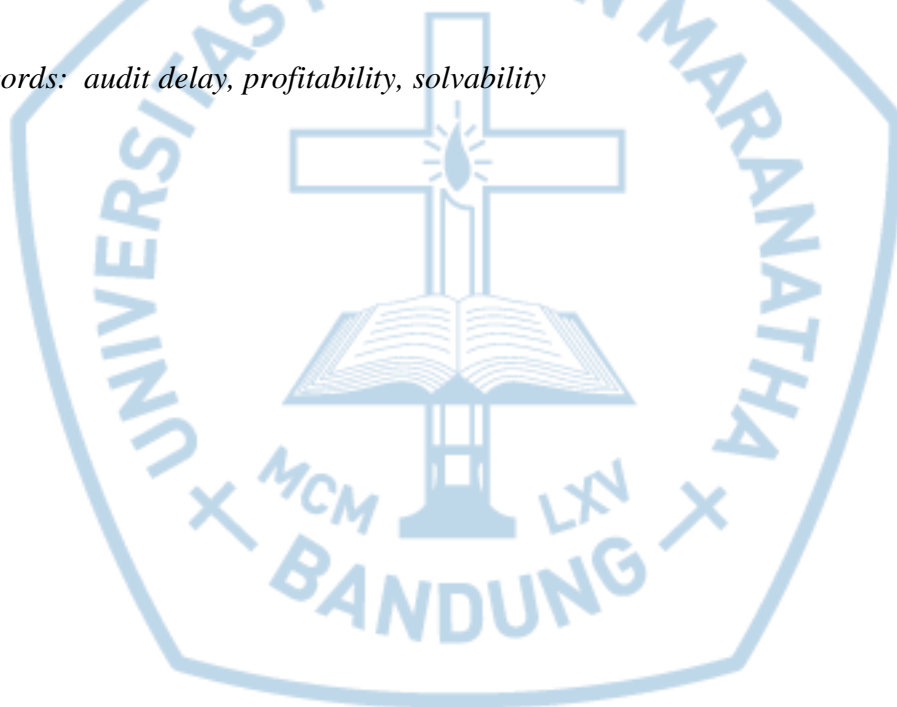 ords: audit delay, profitability, solvability
UNIVERSITAS
MARANATHA
MCM LXV
BANDUNG